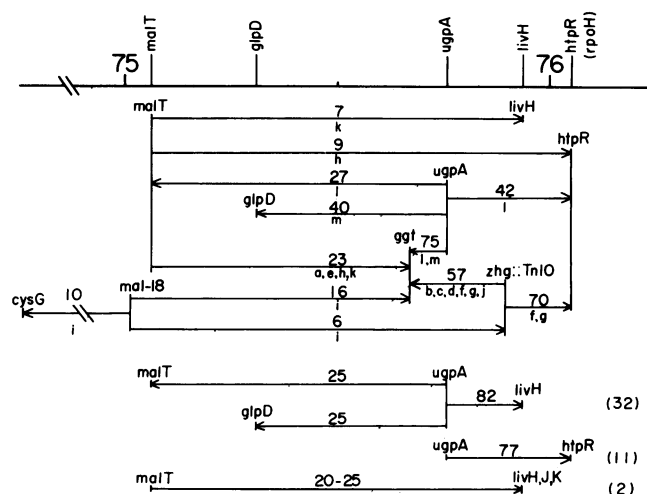 malT glpD ugpA livH htpR (rpoH)
75 76
malT 7 livH
k
9 htpR
h
27 ugpA
l 42
glpD 40 l
m
ggt 75
23 l,m
a,e,h,k 57 zhg::Tn10
mal-18 b,c,d,f,g,j
cysG 10 16 70
i i f,g
6
i
malT 25 ugpA
82 livH (32)
glpD 25
ugpA 77 htpR (11)
malT 20-25 livH,J,K (2)